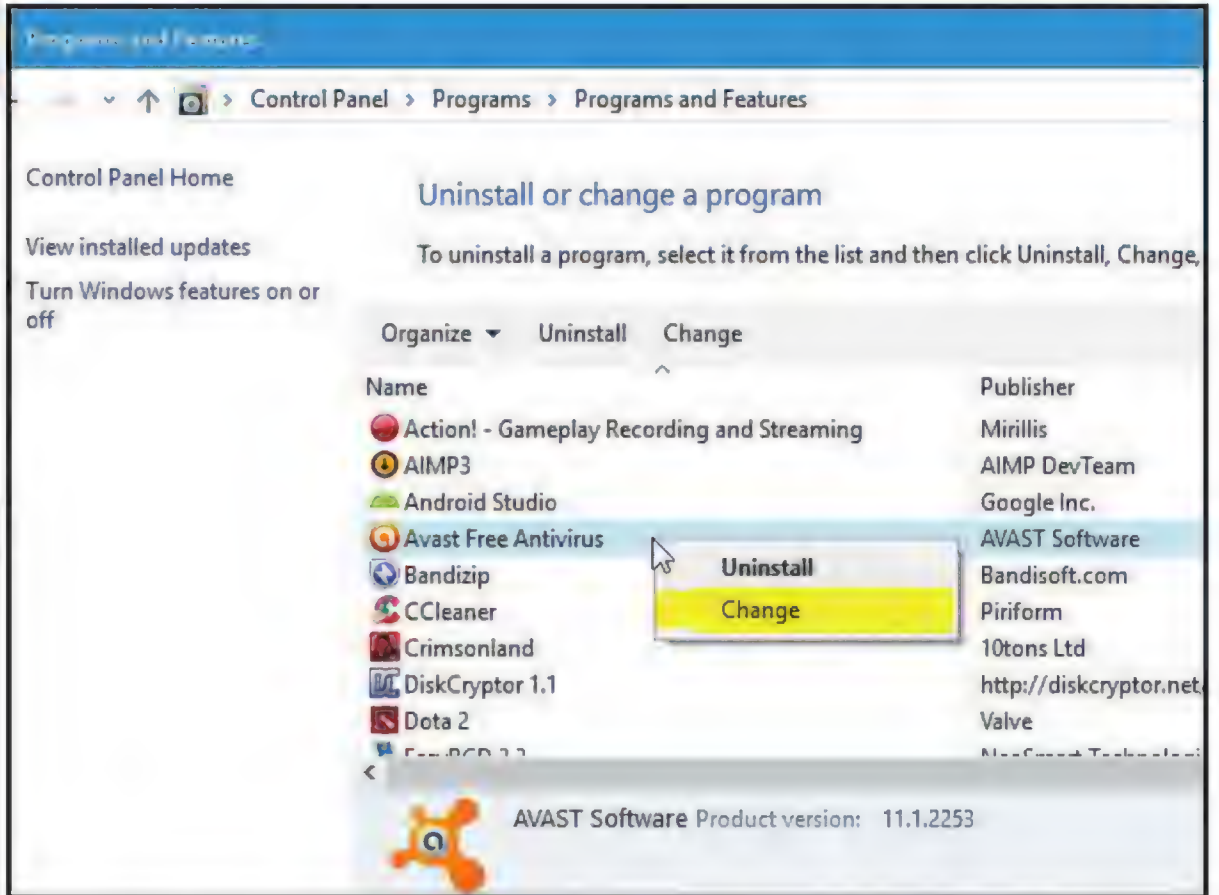 Programs and Features
Control Panel > Programs > Programs and Features
Control Panel Home
View installed updates
Turn Windows features on or
off
Uninstall or change a program
To uninstall a program, select it from the list and then click Uninstall, Change,
Organize Uninstall Change
Name Publisher
Action! - Gameplay Recording and Streaming Mirillis
AIMP3 AIMP DevTeam
Android Studio Google Inc.
Avast Free Antivirus AVAST Software
Bandizip Bandisoft.com
CCleaner Piriform
Crimsonland 10tons Ltd
DiskCryptor 1.1 http://diskcryptor.net
Dota 2 Valve
Uninstall
Change
AVAST Software Product version: 11.1.2253